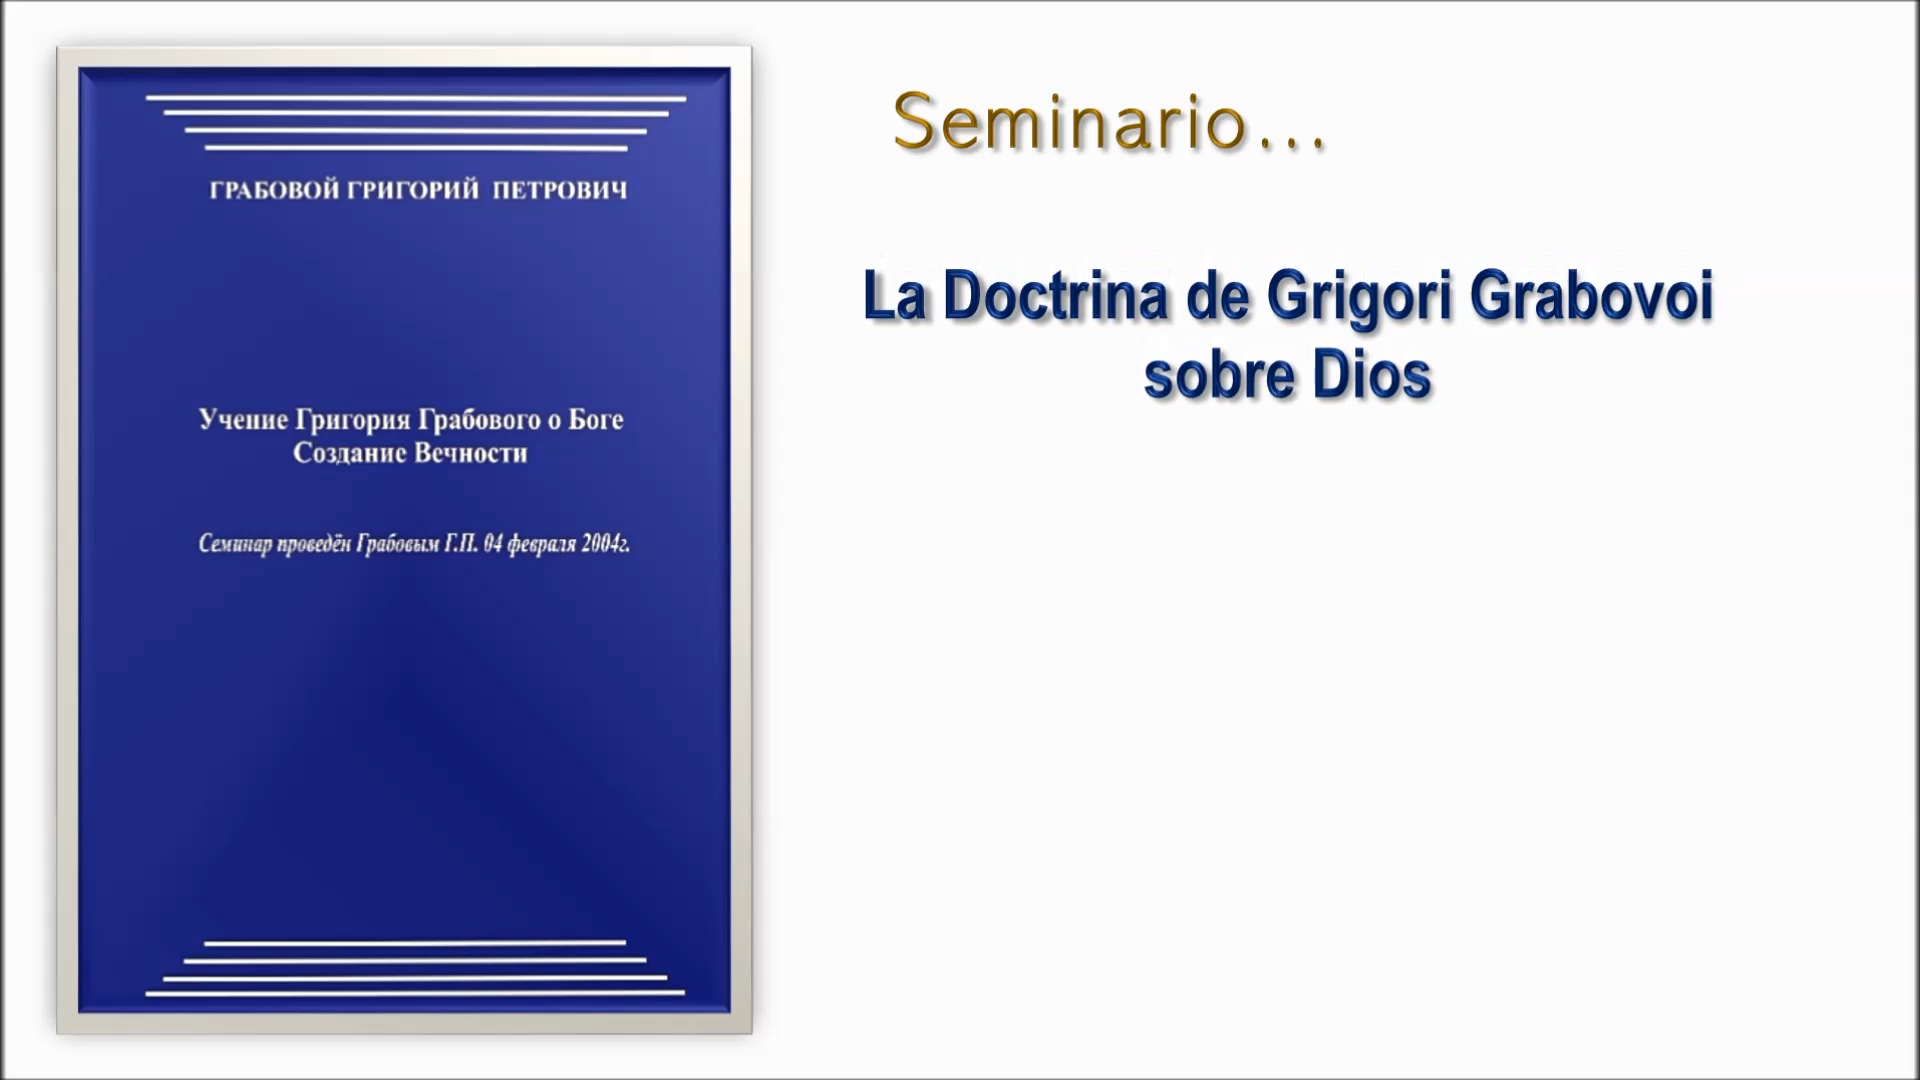 ГРАБОВОЙ ГРИГОРИЙ ПЕТРОВИЧ
Учение Григория Грабового о Боге
Создание Вечности
Семинар проведён Грабовым Г.П. 04 февраля 2004г.
Seminario...
La Doctrina de Grigori Grabovoi
sobre Dios